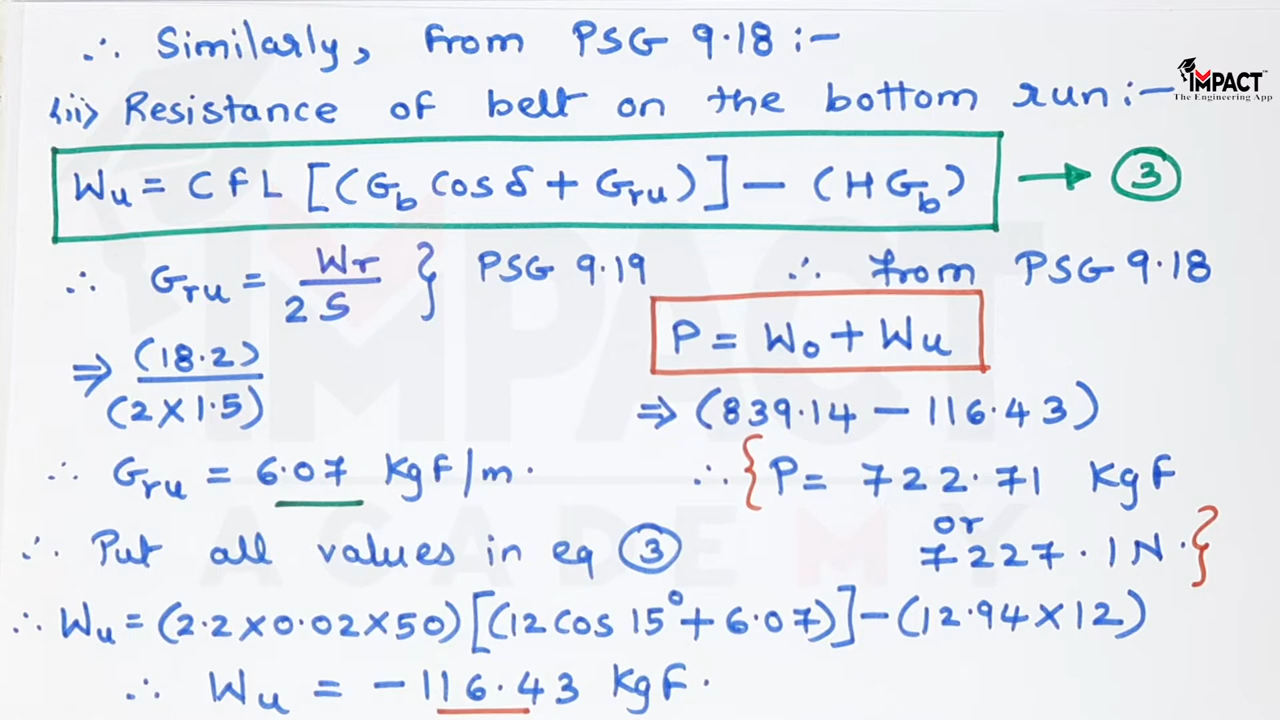 ∴ Similarly, from PSG 9.18 :-
IMPACT
The Engineering App
(ii) Resistance of belt on the bottom run :-
Wu = C f L [(Gb cos δ + Gru)] - (H Gb) → ③
∴ Gru = Wr / 2S } PSG 9.19
⇒ (18.2) / (2 × 1.5)
∴ Gru = 6.07 Kgf/m.
∴ from PSG 9.18
P = Wo + Wu
⇒ (839.14 - 116.43)
∴ { P = 722.71 Kgf
or
7227.1 N. }
∴ Put all values in eq ③
∴ Wu = (2.2 × 0.02 × 50) [(12 cos 15° + 6.07)] - (12.94 × 12)
∴ Wu = -116.43 Kgf.
IMPACT
ACADEMY